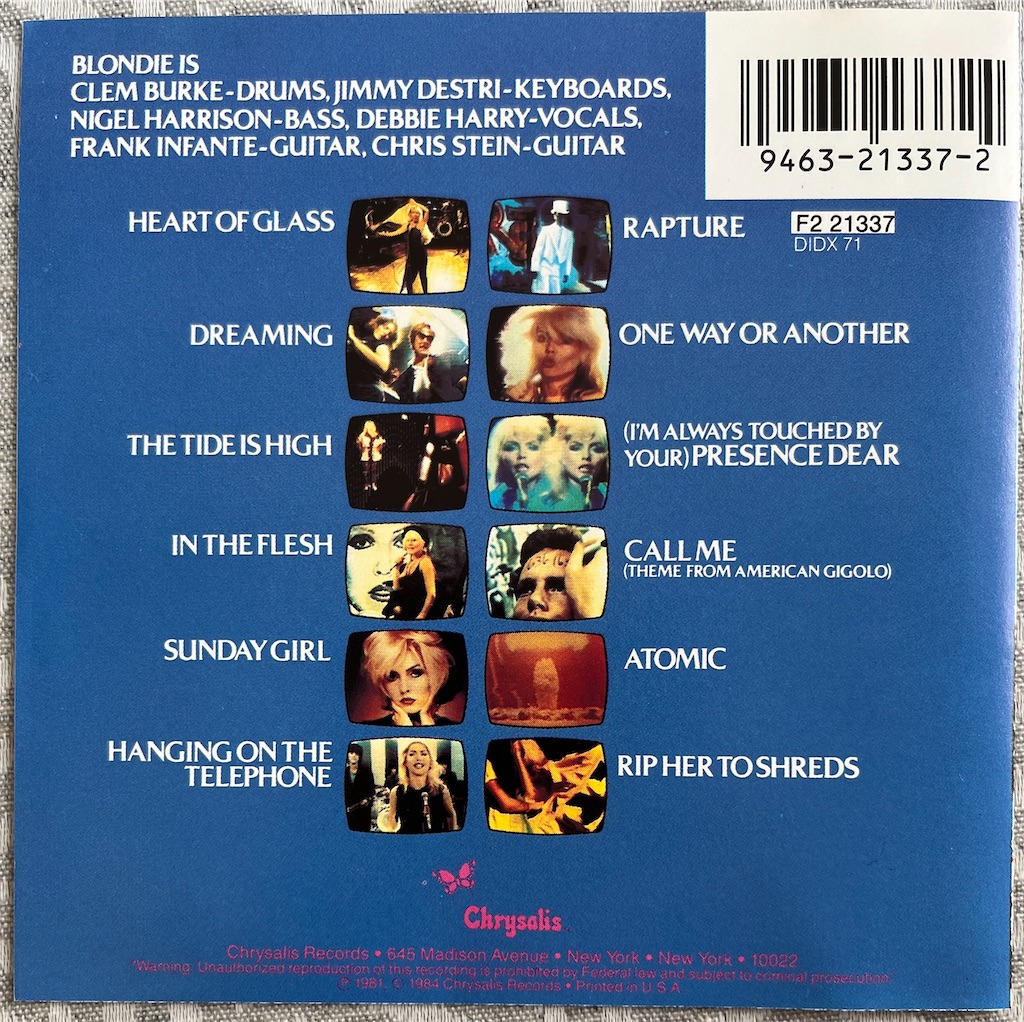 BLONDIE IS
CLEM BURKE-DRUMS, JIMMY DESTRI-KEYBOARDS,
NIGEL HARRISON-BASS, DEBBIE HARRY-VOCALS,
FRANK INFANTE-GUITAR, CHRIS STEIN-GUITAR
9463-21337-2
F2 21337
DIDX 71
HEART OF GLASS
RAPTURE
DREAMING
ONE WAY OR ANOTHER
THE TIDE IS HIGH
(I'M ALWAYS TOUCHED BY
YOUR) PRESENCE DEAR
IN THE FLESH
CALL ME
(THEME FROM AMERICAN GIGOLO)
SUNDAY GIRL
ATOMIC
HANGING ON THE
TELEPHONE
RIP HER TO SHREDS
Chrysalis
Chrysalis Records • 645 Madison Avenue • New York • New York • 10022
"Warning: Unauthorized reproduction of this recording is prohibited by Federal law and subject to criminal prosecution."
℗ 1981, © 1984 Chrysalis Records • Printed in U S A